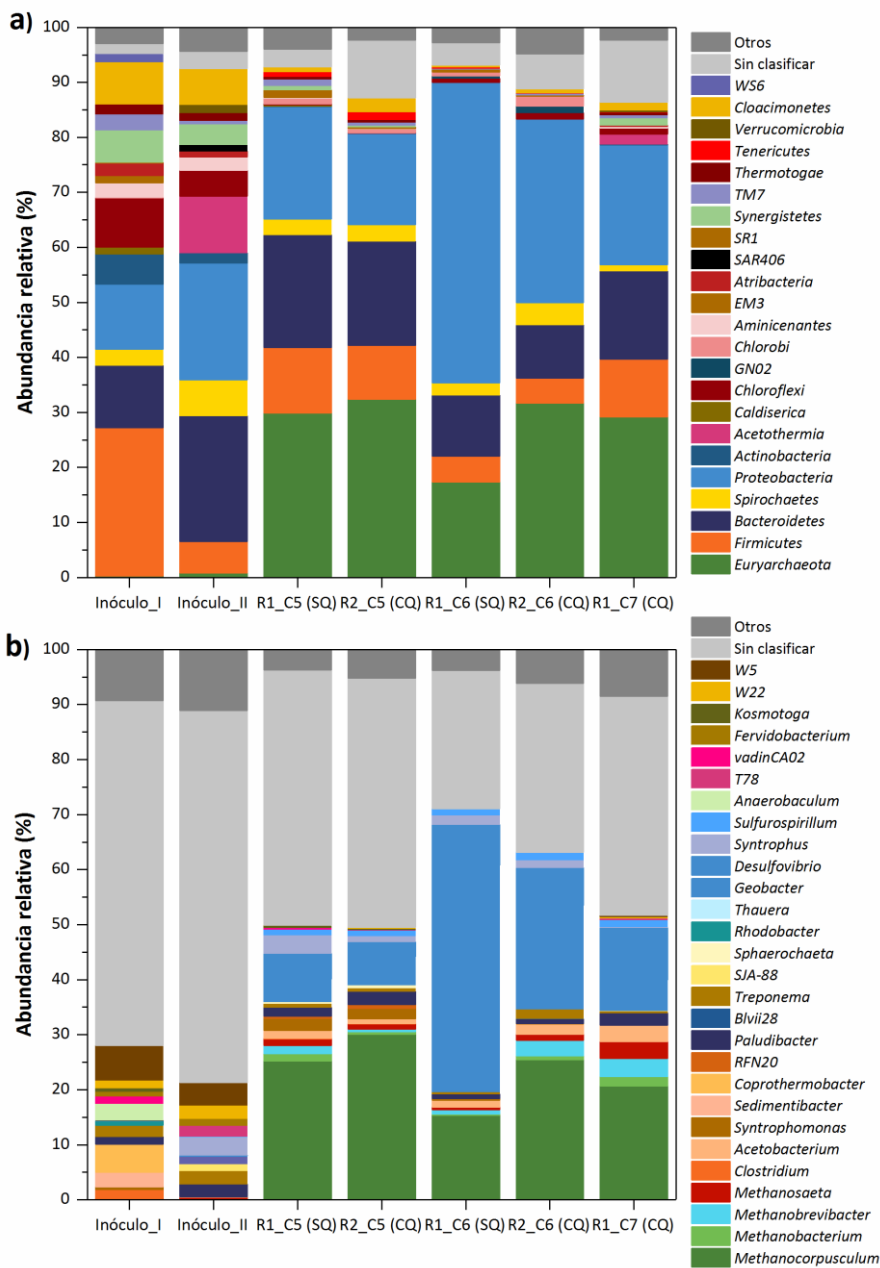 a)
Abundancia relativa (%)
100
90
80
70
60
50
40
30
20
10
0
Inóculo_I Inóculo_II R1_C5 (SQ) R2_C5 (CQ) R1_C6 (SQ) R2_C6 (CQ) R1_C7 (CQ)
Otros
Sin clasificar
WS6
Cloacimonetes
Verrucomicrobia
Tenericutes
Thermotogae
TM7
Synergistetes
SR1
SAR406
Atribacteria
EM3
Aminicenantes
Chlorobi
GN02
Chloroflexi
Caldiserica
Acetothermia
Actinobacteria
Proteobacteria
Spirochaetes
Bacteroidetes
Firmicutes
Euryarchaeota
b)
Abundancia relativa (%)
100
90
80
70
60
50
40
30
20
10
0
Inóculo_I Inóculo_II R1_C5 (SQ) R2_C5 (CQ) R1_C6 (SQ) R2_C6 (CQ) R1_C7 (CQ)
Otros
Sin clasificar
W5
W22
Kosmotoga
Fervidobacterium
vadinCA02
T78
Anaerobaculum
Sulfurospirillum
Syntrophus
Desulfovibrio
Geobacter
Thauera
Rhodobacter
Sphaerochaeta
SJA-88
Treponema
Blvii28
Paludibacter
RFN20
Coprothermobacter
Sedimentibacter
Syntrophomonas
Acetobacterium
Clostridium
Methanosaeta
Methanobrevibacter
Methanobacterium
Methanocorpusculum